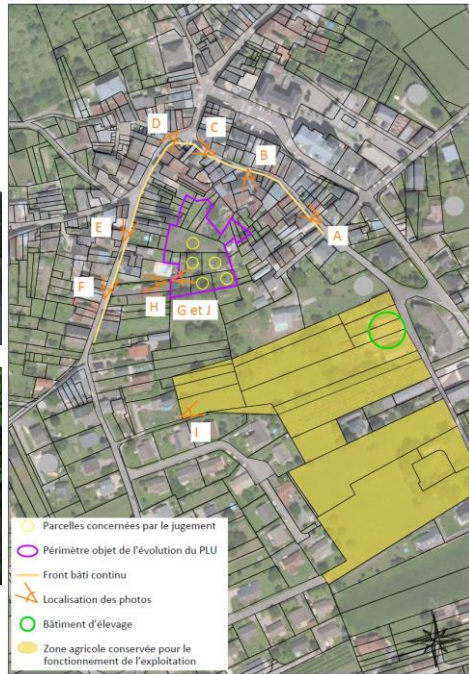 D
C
B
E
A
F
H
G et J
I
Parcelles concernées par le jugement
Périmètre objet de l'évolution du PLU
Front bâti continu
Localisation des photos
Bâtiment d'élevage
Zone agricole conservée pour le
fonctionnement de l'exploitation